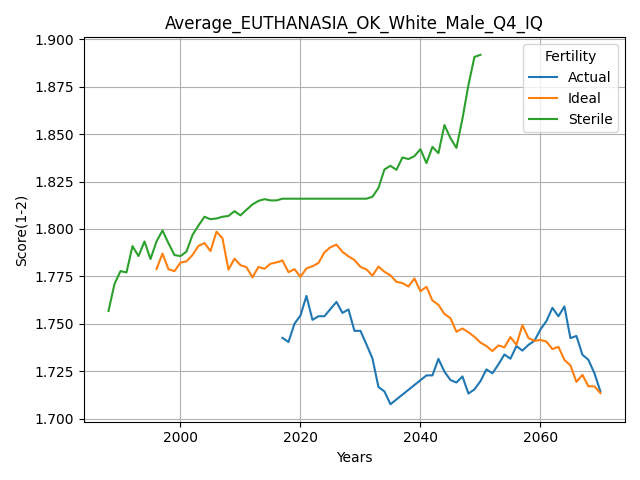 Average_EUTHANASIA_OK_White_Male_Q4_IQ
1.900
1.875
1.850
1.825
1.800
1.775
1.750
1.725
1.700
Score(1-2)
Fertility
Actual
Ideal
Sterile
2000 2020 2040 2060
Years